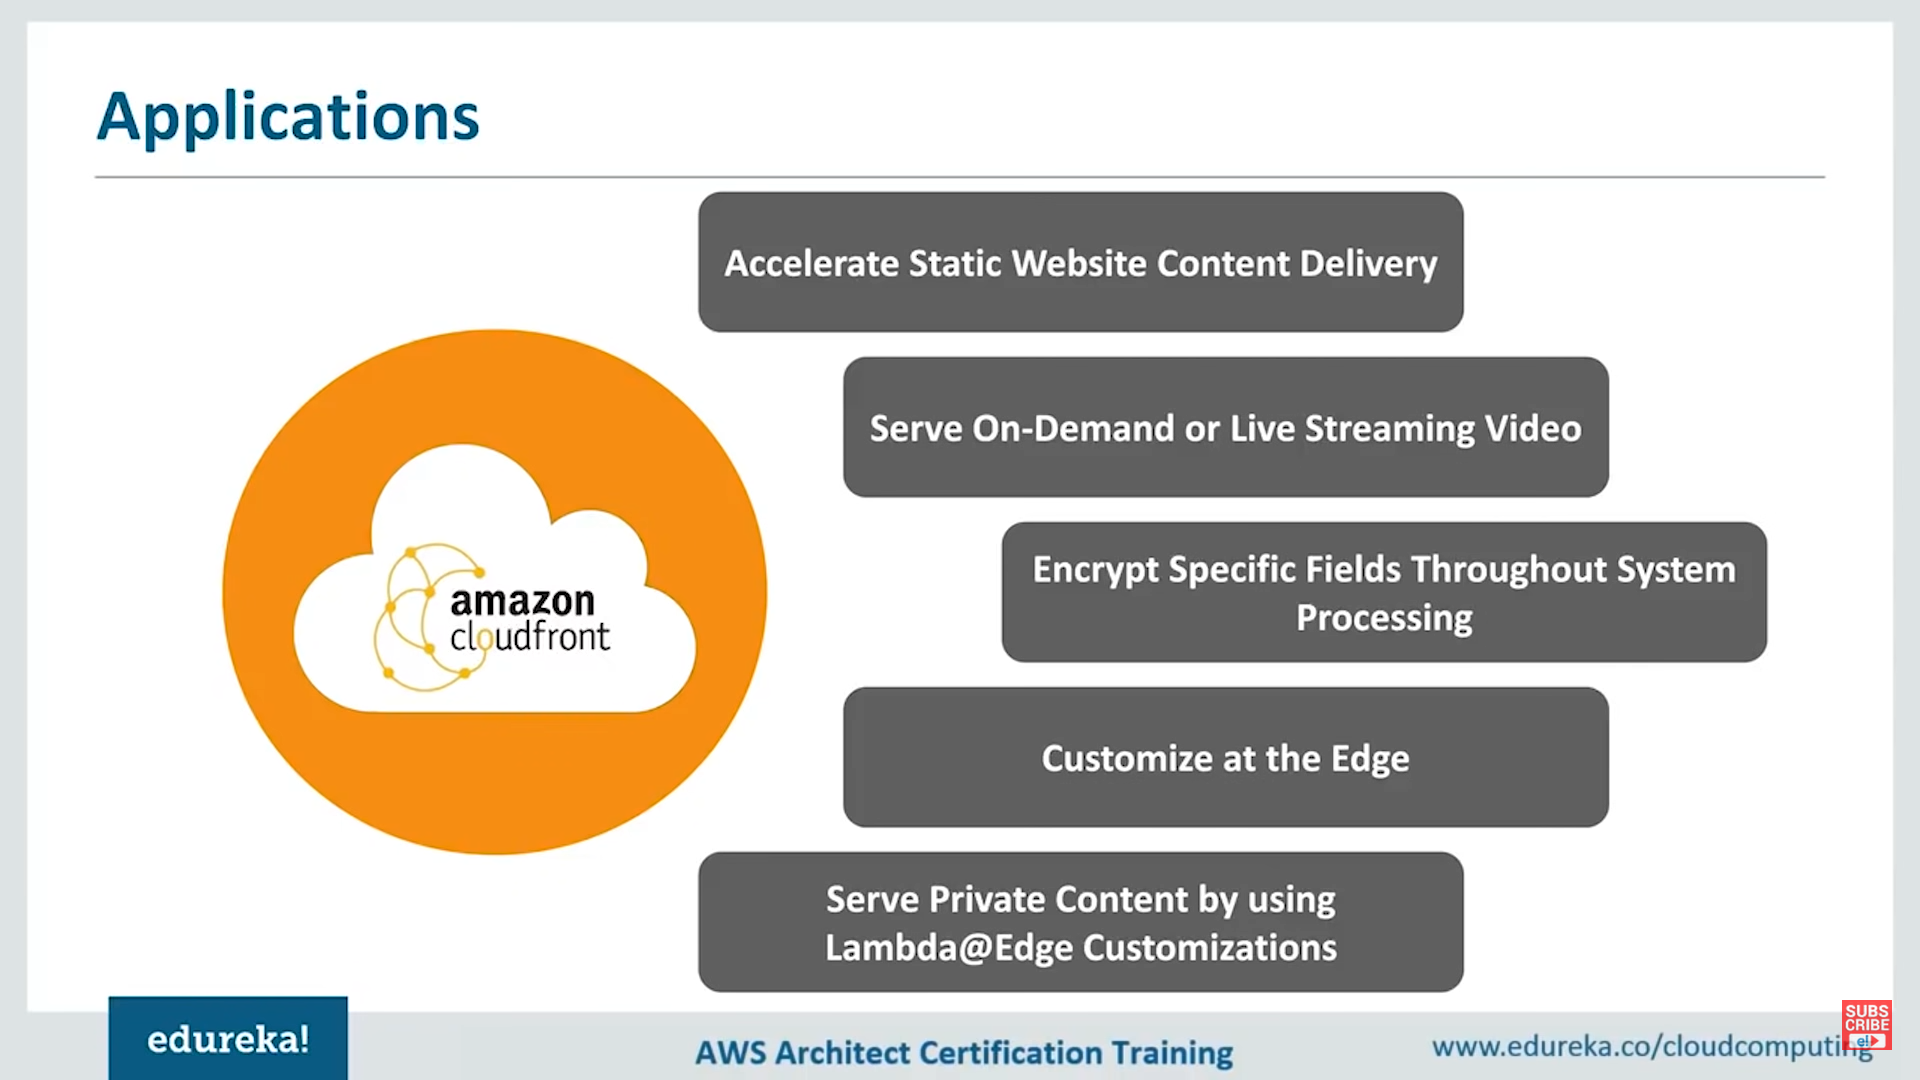 Applications
Accelerate Static Website Content Delivery
Serve On-Demand or Live Streaming Video
Encrypt Specific Fields Throughout System
Processing
amazon
cloudfront
Customize at the Edge
Serve Private Content by using
Lambda@Edge Customizations
edureka!
AWS Architect Certification Training
www.edureka.co/cloudcomputing
SUBS
CRIBE
e!